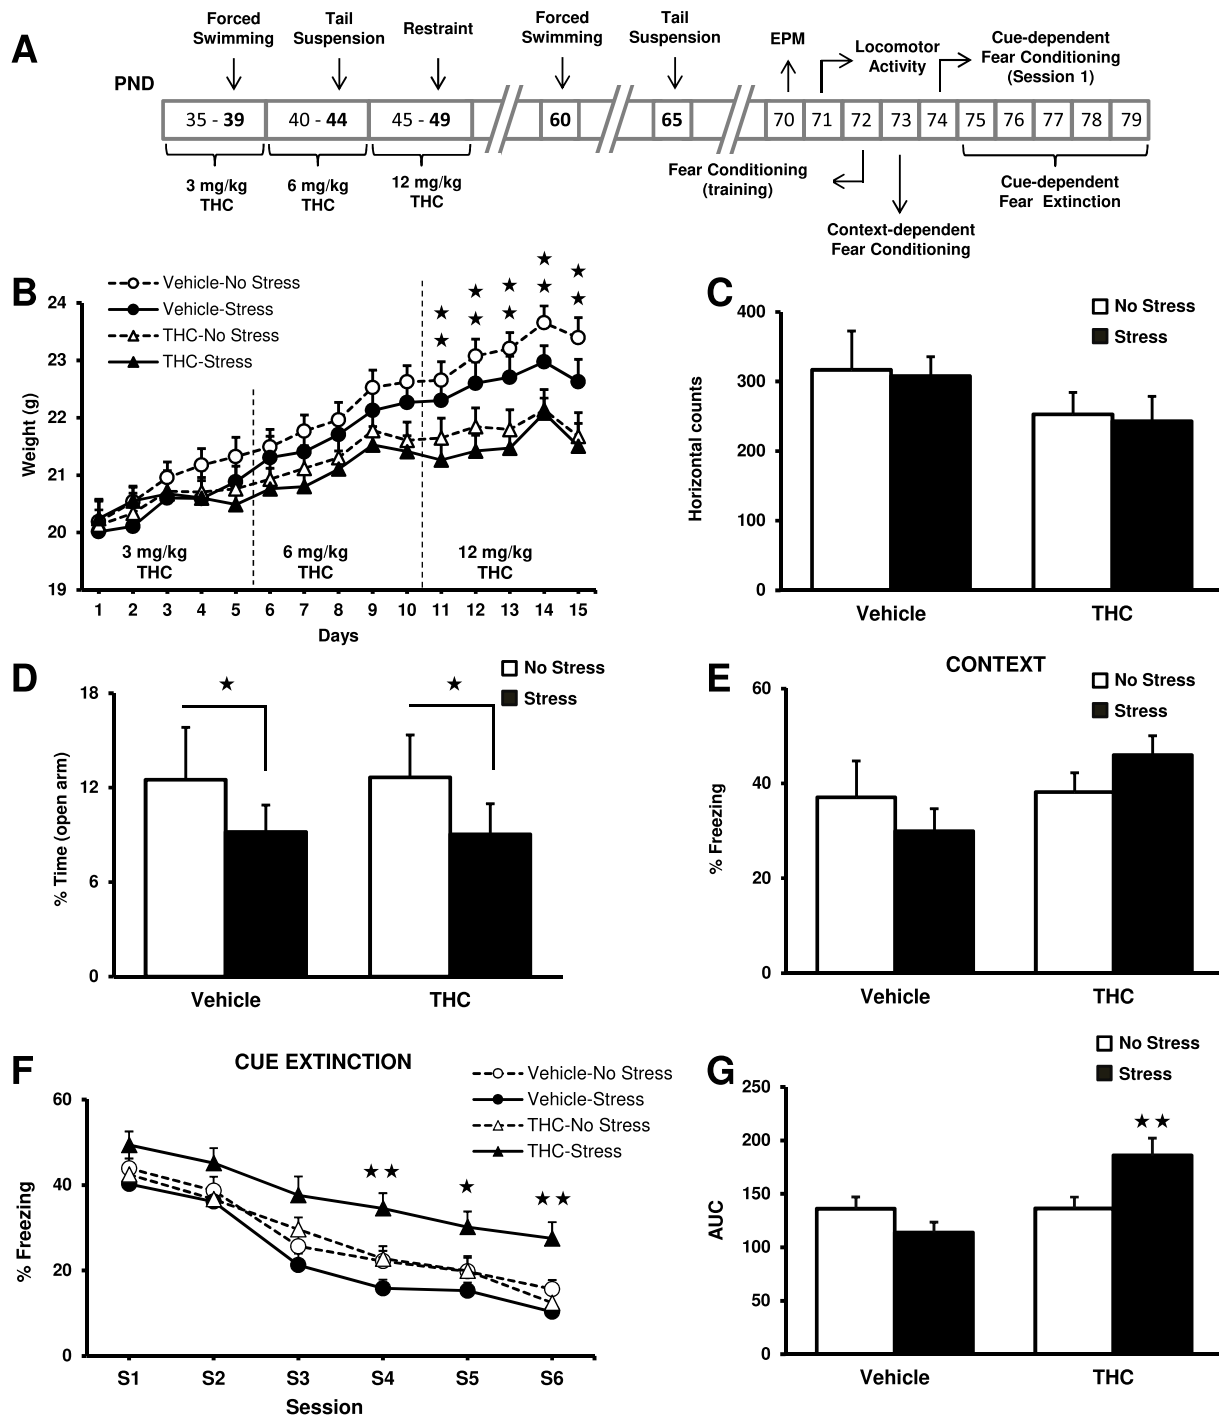 A
Forced
Swimming
Tail
Suspension
Restraint
Forced
Swimming
Tail
Suspension
EPM
Locomotor
Activity
Cue-dependent
Fear Conditioning
(Session 1)
PND
35 - 39 40 - 44 45 - 49 60 65 70 71 72 73 74 75 76 77 78 79
3 mg/kg
THC
6 mg/kg
THC
12 mg/kg
THC
Fear Conditioning
(training)
Context-dependent
Fear Conditioning
Cue-dependent
Fear Extinction
B
Vehicle-No Stress
Vehicle-Stress
THC-No Stress
THC-Stress
★ ★ ★ ★ ★
★ ★ ★ ★ ★
Weight (g)
24
23
22
21
20
19
3 mg/kg
THC
6 mg/kg
THC
12 mg/kg
THC
1 2 3 4 5 6 7 8 9 10 11 12 13 14 15
Days
C
No Stress
Stress
Horizontal counts
400
300
200
100
0
Vehicle THC
D
No Stress
Stress
★ ★
% Time (open arm)
18
12
6
0
Vehicle THC
E
CONTEXT
No Stress
Stress
% Freezing
60
40
20
0
Vehicle THC
F
CUE EXTINCTION
Vehicle-No Stress
Vehicle-Stress
THC-No Stress
THC-Stress
★★ ★ ★★
% Freezing
60
40
20
0
S1 S2 S3 S4 S5 S6
Session
G
No Stress
Stress
★★
AUC
250
200
150
100
50
0
Vehicle THC